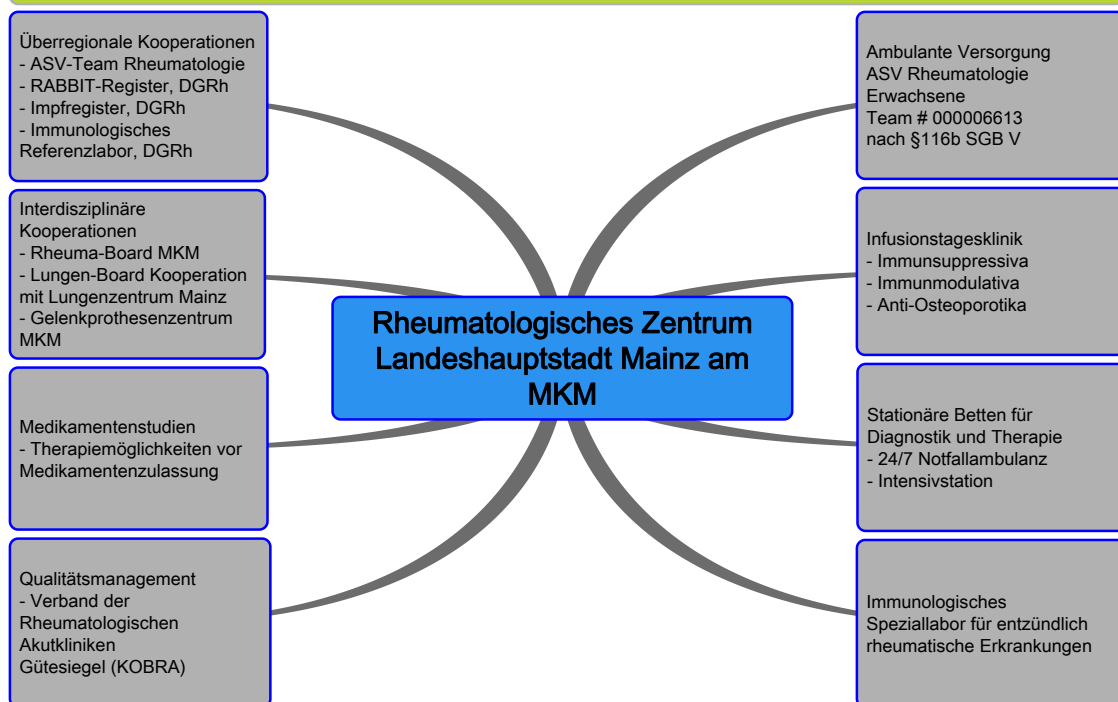 Überregionale Kooperationen
- ASV-Team Rheumatologie
- RABBIT-Register, DGRh
- Impfregister, DGRh
- Immunologisches
Referenzlabor, DGRh
Interdisziplinäre
Kooperationen
- Rheuma-Board MKM
- Lungen-Board Kooperation
mit Lungenzentrum Mainz
- Gelenkprothesenzentrum
MKM
Medikamentenstudien
- Therapiemöglichkeiten vor
Medikamentenzulassung
Qualitätsmanagement
- Verband der
Rheumatologischen
Akutkliniken
Gütesiegel (KOBRA)
Rheumatologisches Zentrum
Landeshauptstadt Mainz am
MKM
Ambulante Versorgung
ASV Rheumatologie
Erwachsene
Team # 000006613
nach §116b SGB V
Infusionstagesklinik
- Immunsuppressiva
- Immunmodulativa
- Anti-Osteoporotika
Stationäre Betten für
Diagnostik und Therapie
- 24/7 Notfallambulanz
- Intensivstation
Immunologisches
Speziallabor für entzündlich
rheumatische Erkrankungen